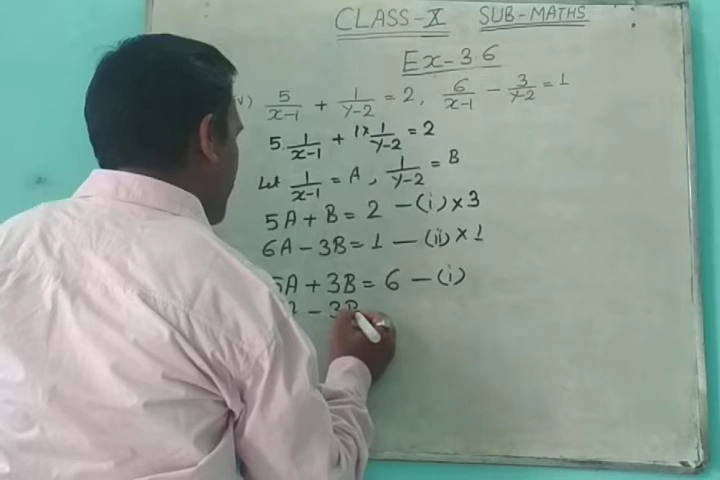 CLASS-X SUB-MATHS
Ex-3.6
v) 5/(x-1) + 1/(y-2) = 2, 6/(x-1) - 3/(y-2) = 1
5. 1/(x-1) + 1× 1/(y-2) = 2
Let 1/(x-1) = A, 1/(y-2) = B
5A + B = 2 - (i) × 3
6A - 3B = 1 - (ii) × 1
5A + 3B = 6 - (i)
- 3B